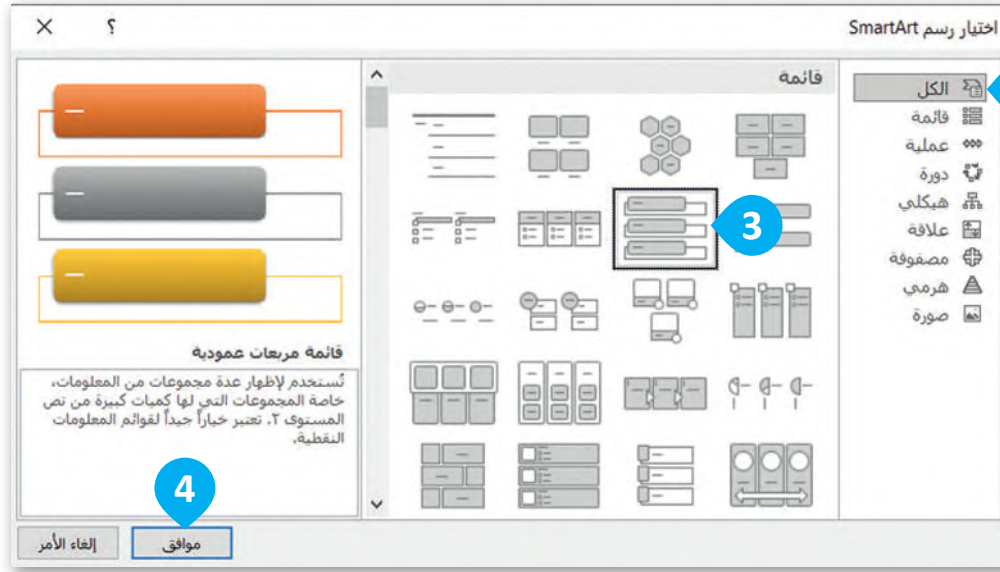 اختيار رسم SmartArt
؟
الكل
قائمة
عملية
دورة
هيكلي
علاقة
مصفوفة
هرمي
صورة
قائمة
3
قائمة مربعات عمودية
تُستخدم لإظهار عدة مجموعات من المعلومات،
خاصة المجموعات التي لها كميات كبيرة من نص
المستوى ٢. تعتبر خياراً جيداً لقوائم المعلومات
النقطية.
4
موافق
إلغاء الأمر